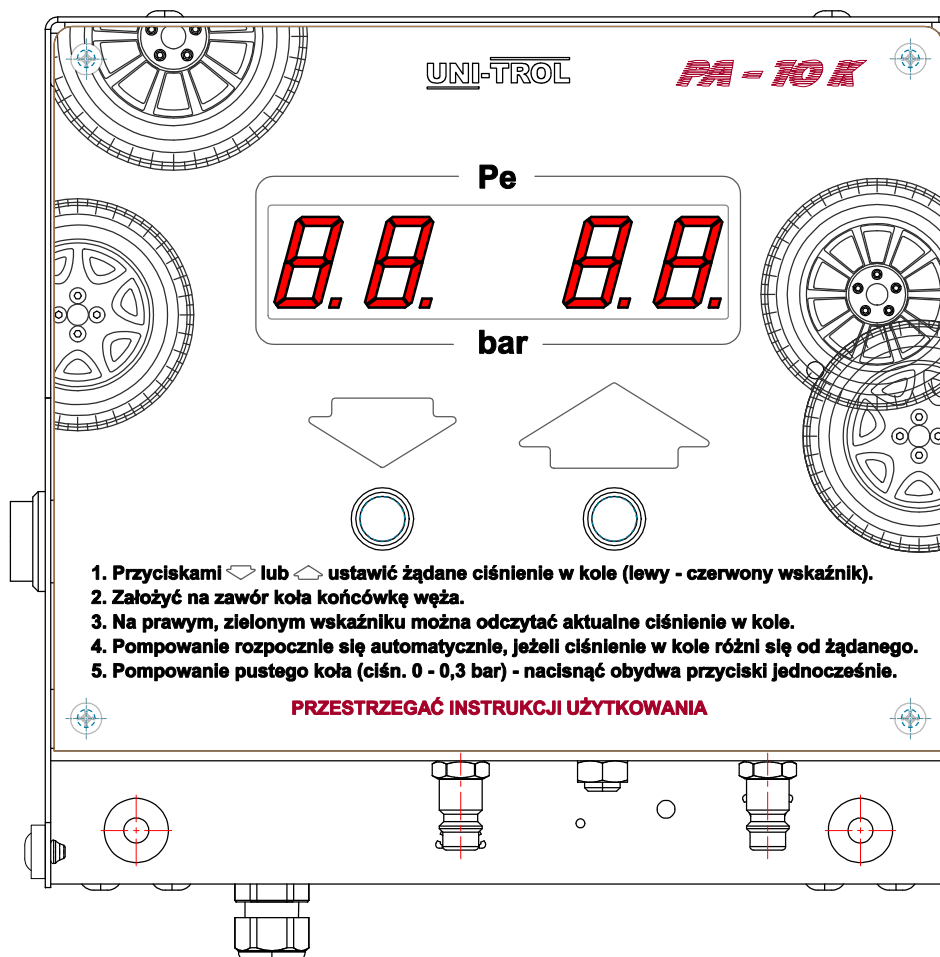 UNI-TROL
PA - 10 K
Pe
8.8. 8.8.
bar
1. Przyciskami lub ustawić żądane ciśnienie w kole (lewy - czerwony wskaźnik).
2. Założyć na zawór koła końcówkę węża.
3. Na prawym, zielonym wskaźniku można odczytać aktualne ciśnienie w kole.
4. Pompowanie rozpocznie się automatycznie, jeżeli ciśnienie w kole różni się od żądanego.
5. Pompowanie pustego koła (ciśn. 0 - 0,3 bar) - nacisnąć obydwa przyciski jednocześnie.
PRZESTRZEGAĆ INSTRUKCJI UŻYTKOWANIA